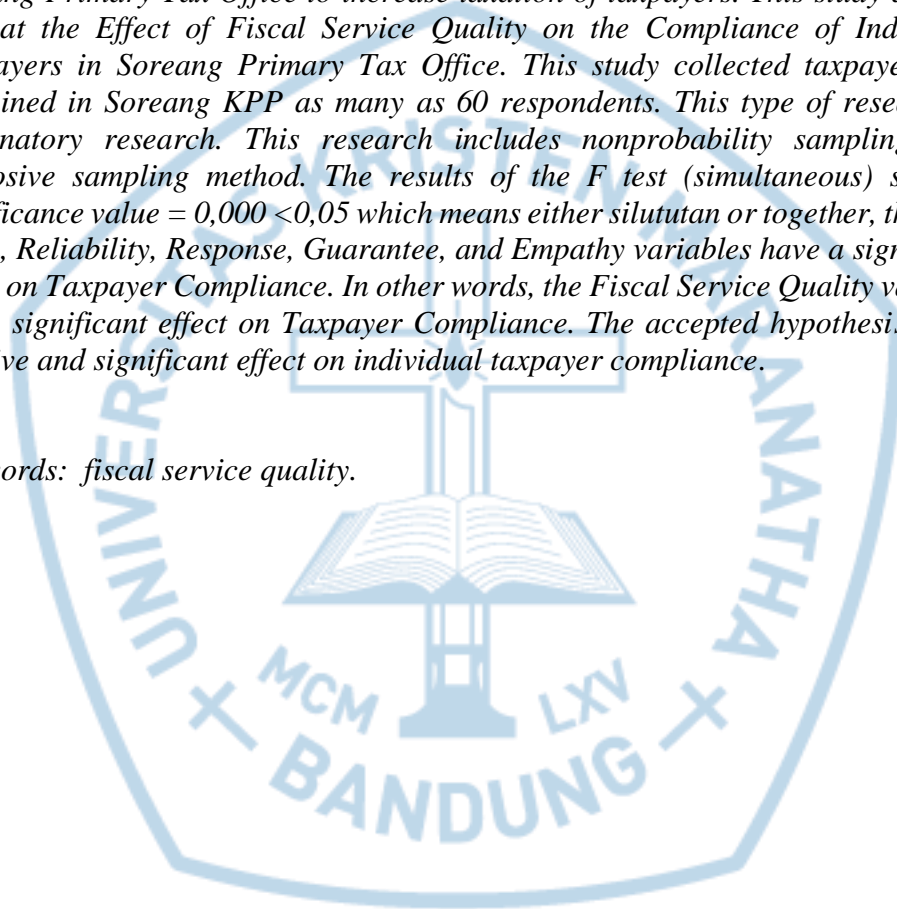 ng Primary Tax Office to increase taxation of taxpayers. This study
at the Effect of Fiscal Service Quality on the Compliance of Ind
ayers in Soreang Primary Tax Office. This study collected taxpaye
ined in Soreang KPP as many as 60 respondents. This type of rese
natory research. This research includes nonprobability sampling
osive sampling method. The results of the F test (simultaneous) s
ficance value = 0,000 <0,05 which means either silututan or together, th
, Reliability, Response, Guarantee, and Empathy variables have a sign
on Taxpayer Compliance. In other words, the Fiscal Service Quality v
significant effect on Taxpayer Compliance. The accepted hypothesis
ive and significant effect on individual taxpayer compliance.
ords: fiscal service quality.
UNIVERSITAS KRISTEN MARANATHA
MCM LXV
BANDUNG